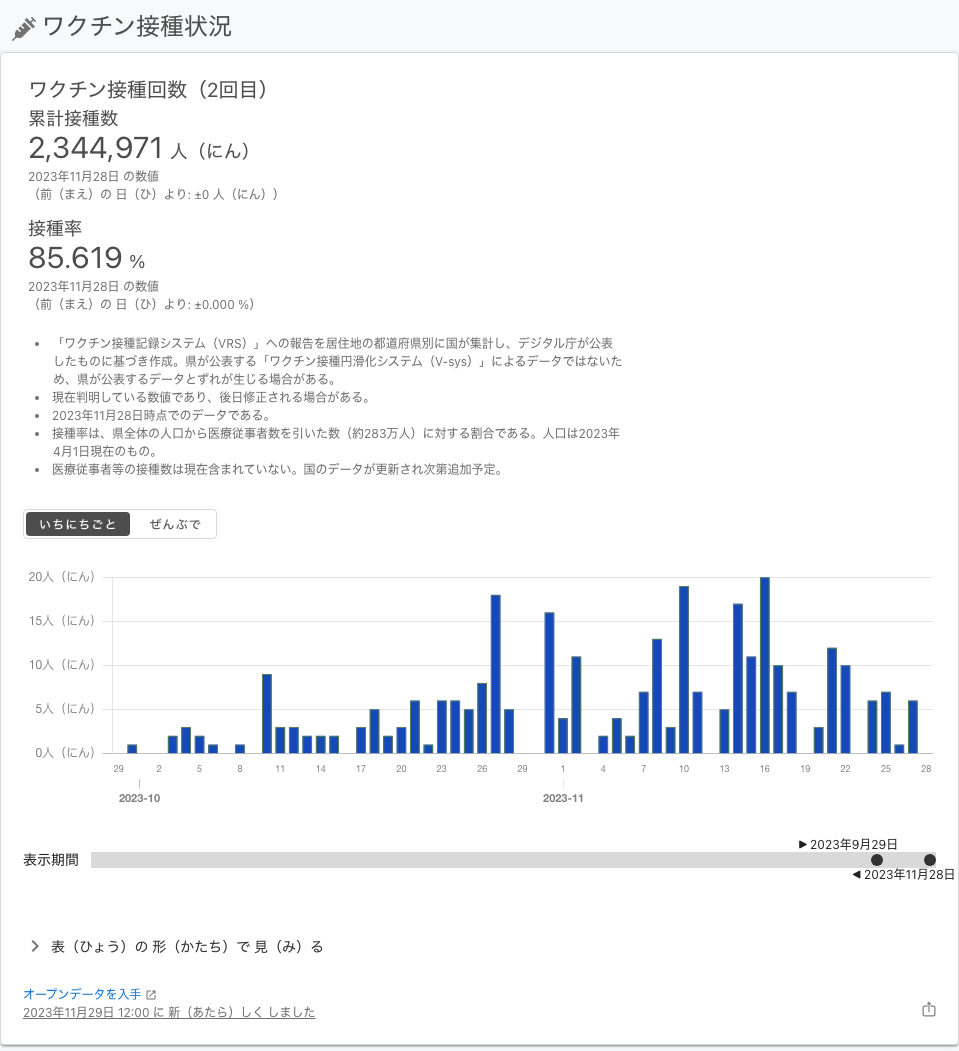 ワクチン接種状況
ワクチン接種回数（2回目）
累計接種数
2,344,971 人（にん）
2023年11月28日 の数値
（前（まえ）の 日（ひ）より: ±0 人（にん））
接種率
85.619 %
2023年11月28日 の数値
（前（まえ）の 日（ひ）より: ±0.000 %）
• 「ワクチン接種記録システム（VRS）」への報告を居住地の都道府県別に国が集計し、デジタル庁が公表
したものに基づき作成。県が公表する「ワクチン接種円滑化システム（V-sys）」によるデータではないた
め、県が公表するデータとずれが生じる場合がある。
• 現在判明している数値であり、後日修正される場合がある。
• 2023年11月28日時点でのデータである。
• 接種率は、県全体の人口から医療従事者数を引いた数（約283万人）に対する割合である。人口は2023年
4月1日現在のもの。
• 医療従事者等の接種数は現在含まれていない。国のデータが更新され次第追加予定。
いちにちごと ぜんぶで
20人（にん）
15人（にん）
10人（にん）
5人（にん）
0人（にん）
29 2 5 8 11 14 17 20 23 26 29 1 4 7 10 13 16 19 22 25 28
2023-10 2023-11
▶ 2023年9月29日
表示期間
◀ 2023年11月28日
表（ひょう）の 形（かたち）で 見（み）る
オープンデータを入手
2023年11月29日 12:00 に 新（あたら）しく しました